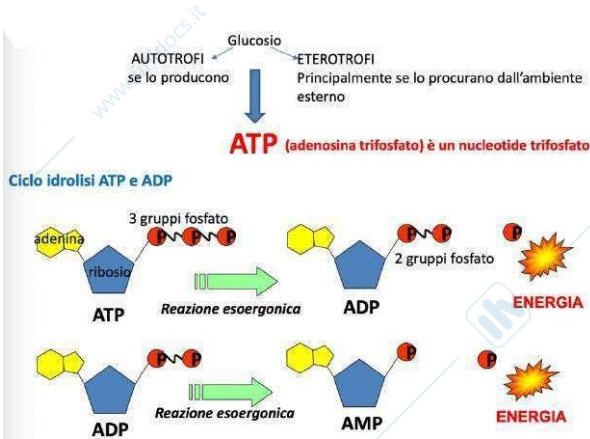 Glucosio
AUTOTROFI
se lo producono
ETEROTROFI
Principalmente se lo procurano dall'ambiente
esterno
ATP (adenosina trifosfato) è un nucleotide trifosfato
Ciclo idrolisi ATP e ADP
3 gruppi fosfato
adenina
P P P
P P
P
ribosio
2 gruppi fosfato
Reazione esoergonica
ATP
ADP
ENERGIA
P P
P
P
Reazione esoergonica
ADP
AMP
ENERGIA